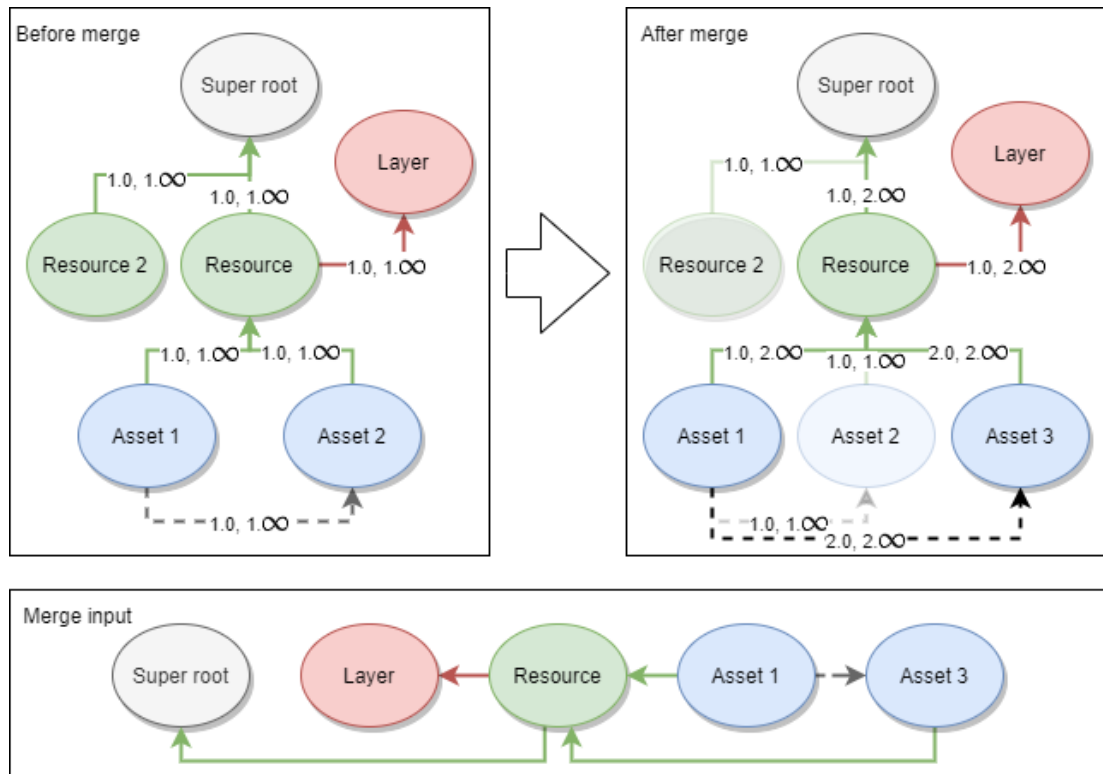 Before merge
Super root
Layer
1.0, 1.∞
1.0, 1.∞
Resource 2
Resource
1.0, 1.∞
1.0, 1.∞
1.0, 1.∞
Asset 1
Asset 2
1.0, 1.∞
After merge
Super root
Layer
1.0, 1.∞
1.0, 2.∞
Resource 2
Resource
1.0, 2.∞
1.0, 2.∞
1.0, 1.∞
2.0, 2.∞
Asset 1
Asset 2
Asset 3
1.0, 1.∞
2.0, 2.∞
Merge input
Super root
Layer
Resource
Asset 1
Asset 3